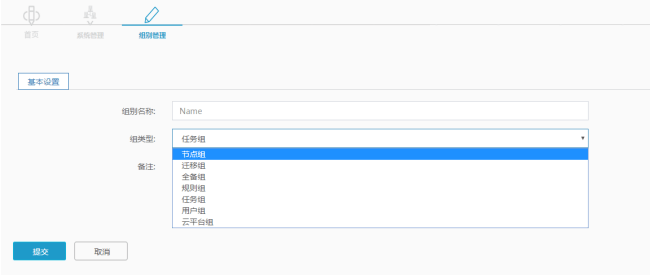 首页 系统管理 组别管理
基本设置
组别名称: Name
组类型: 任务组
节点组
备注: 迁移组
全备组
规则组
任务组
用户组
云平台组
提交 取消